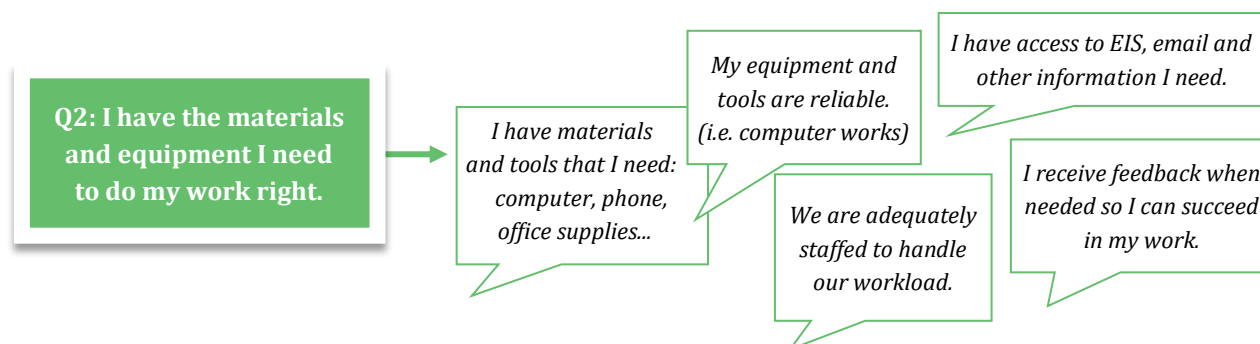 Q2: I have the materials
and equipment I need
to do my work right.
I have materials
and tools that I need:
computer, phone,
office supplies...
My equipment and
tools are reliable.
(i.e. computer works)
I have access to EIS, email and
other information I need.
We are adequately
staffed to handle
our workload.
I receive feedback when
needed so I can succeed
in my work.